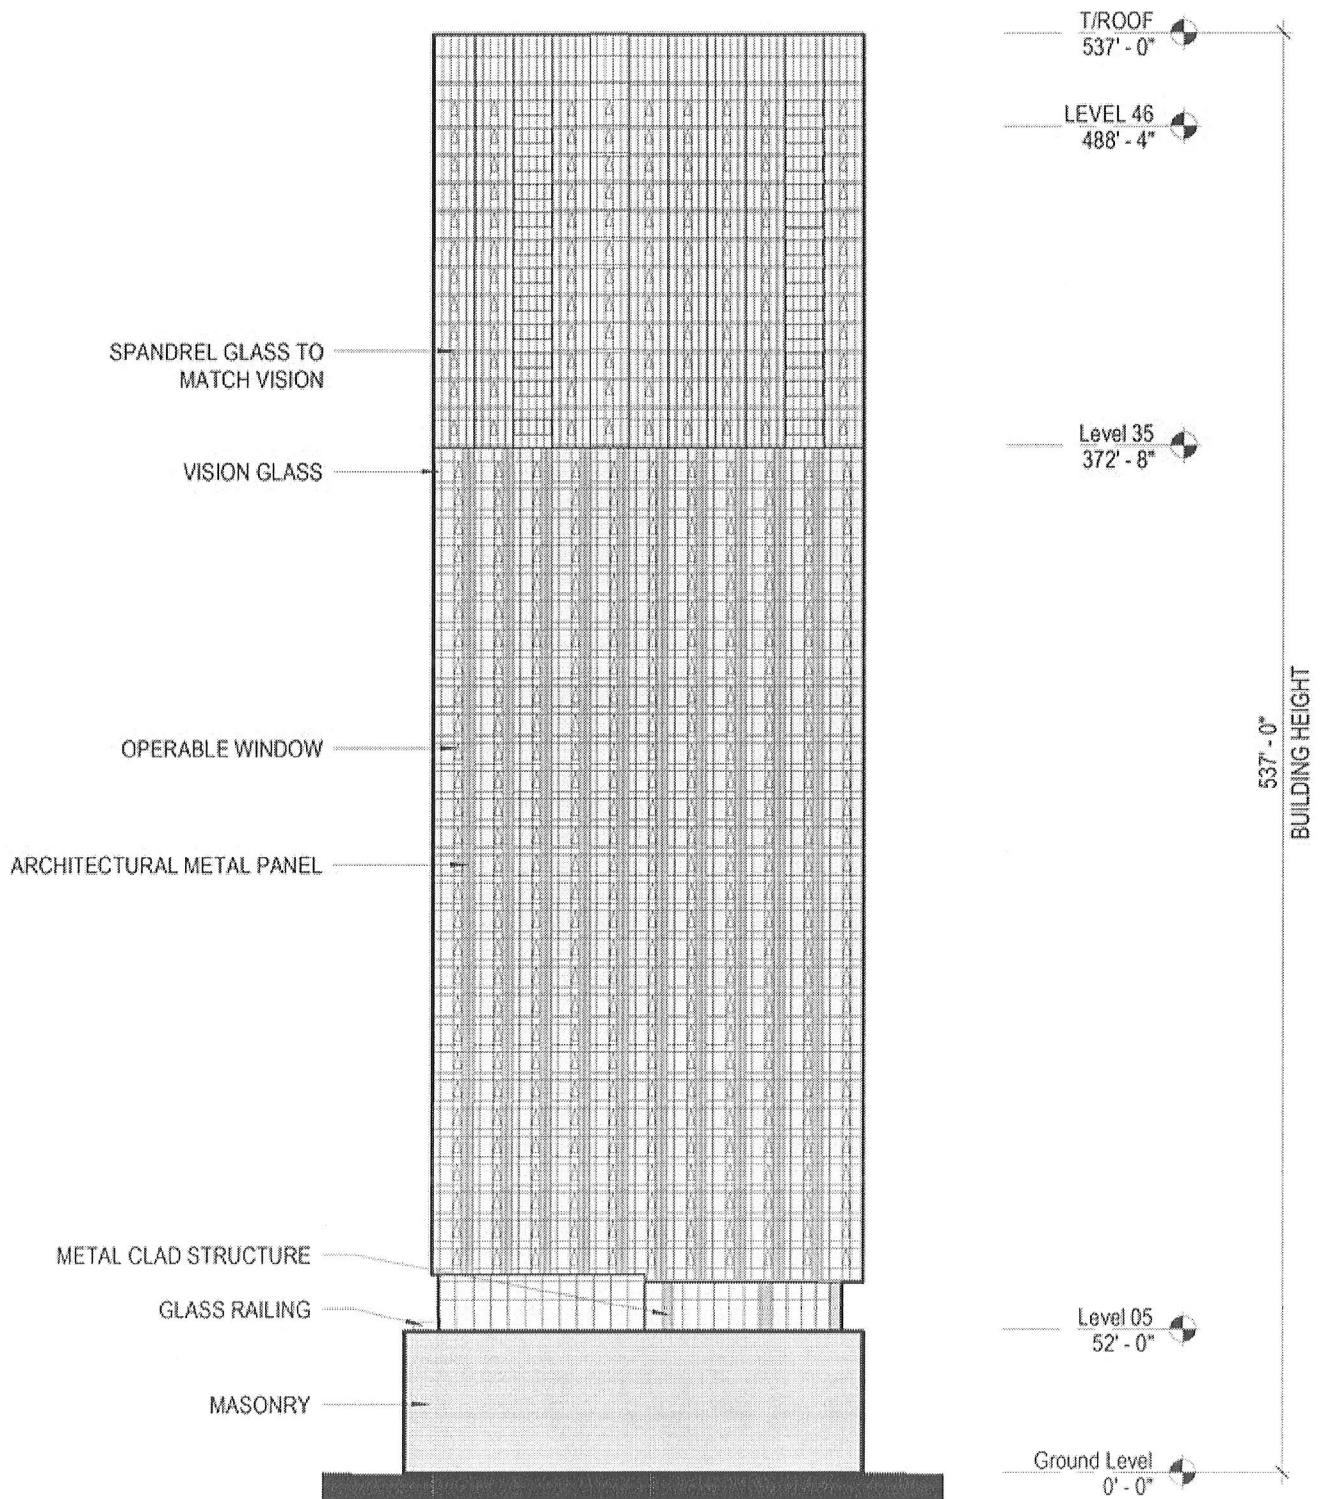 T/ROOF
537' - 0"
LEVEL 46
488' - 4"
SPANDREL GLASS TO
MATCH VISION
Level 35
372' - 8"
VISION GLASS
OPERABLE WINDOW
537' - 0"
BUILDING HEIGHT
ARCHITECTURAL METAL PANEL
METAL CLAD STRUCTURE
GLASS RAILING
Level 05
52' - 0"
MASONRY
Ground Level
0' - 0"